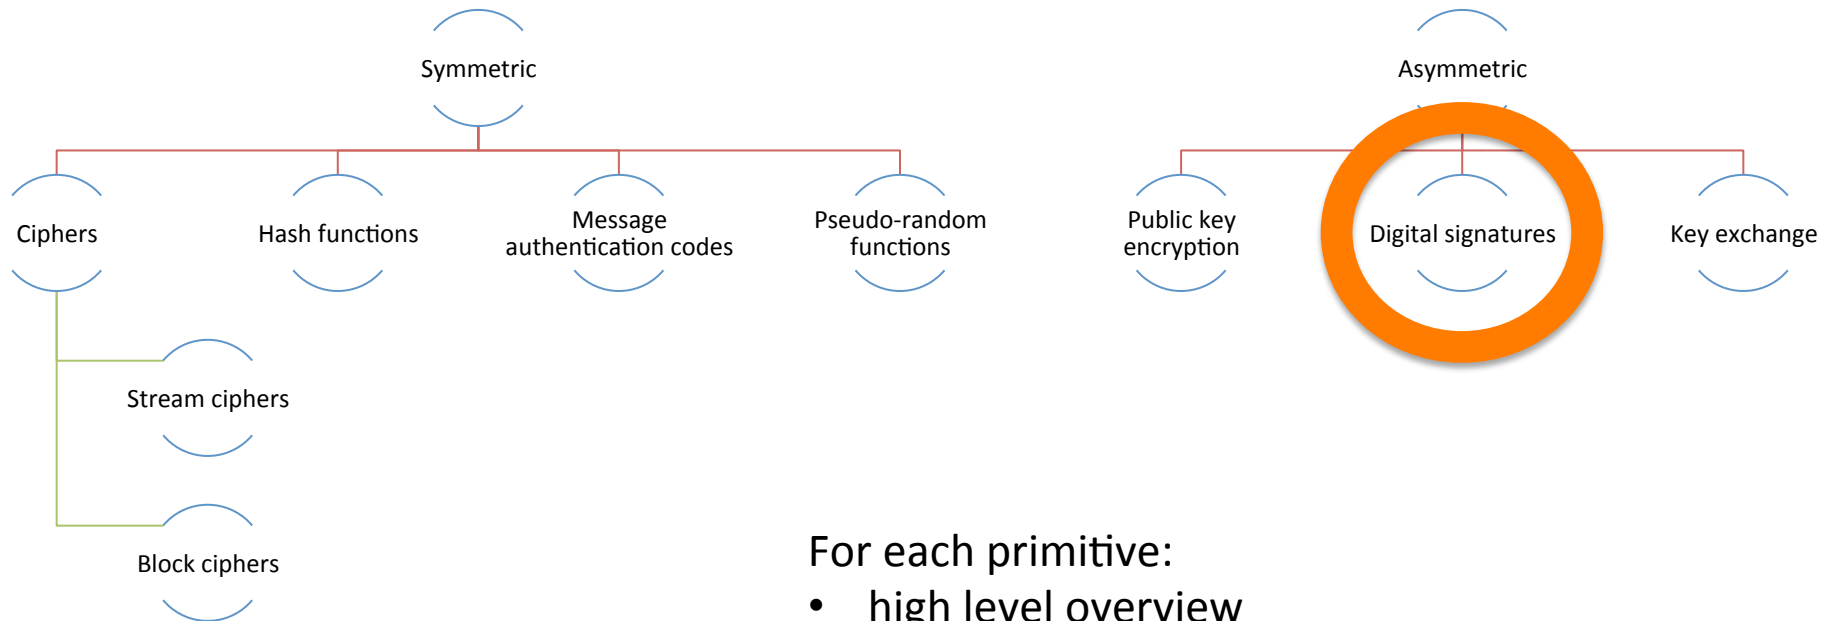 Symmetric
Asymmetric
Ciphers
Hash functions
Message
authentication codes
Pseudo-random
functions
Public key
encryption
Digital signatures
Key exchange
Stream ciphers
Block ciphers
For each primitive:
• high level overview